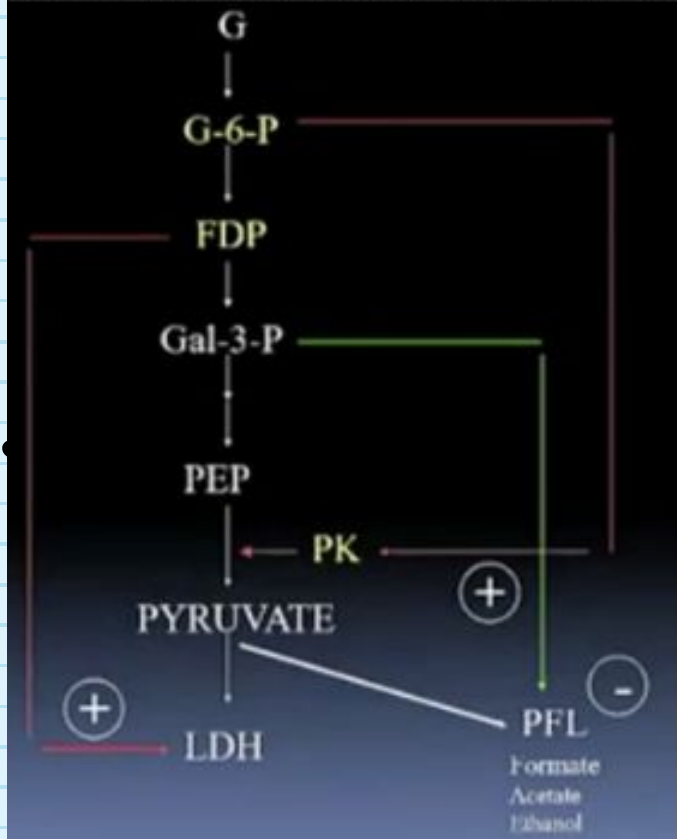 G
G-6-P
FDP
Gal-3-P
PEP
PK
+
PYRUVATE
-
+
PFL
LDH
Formate
Acetate
Ethanol